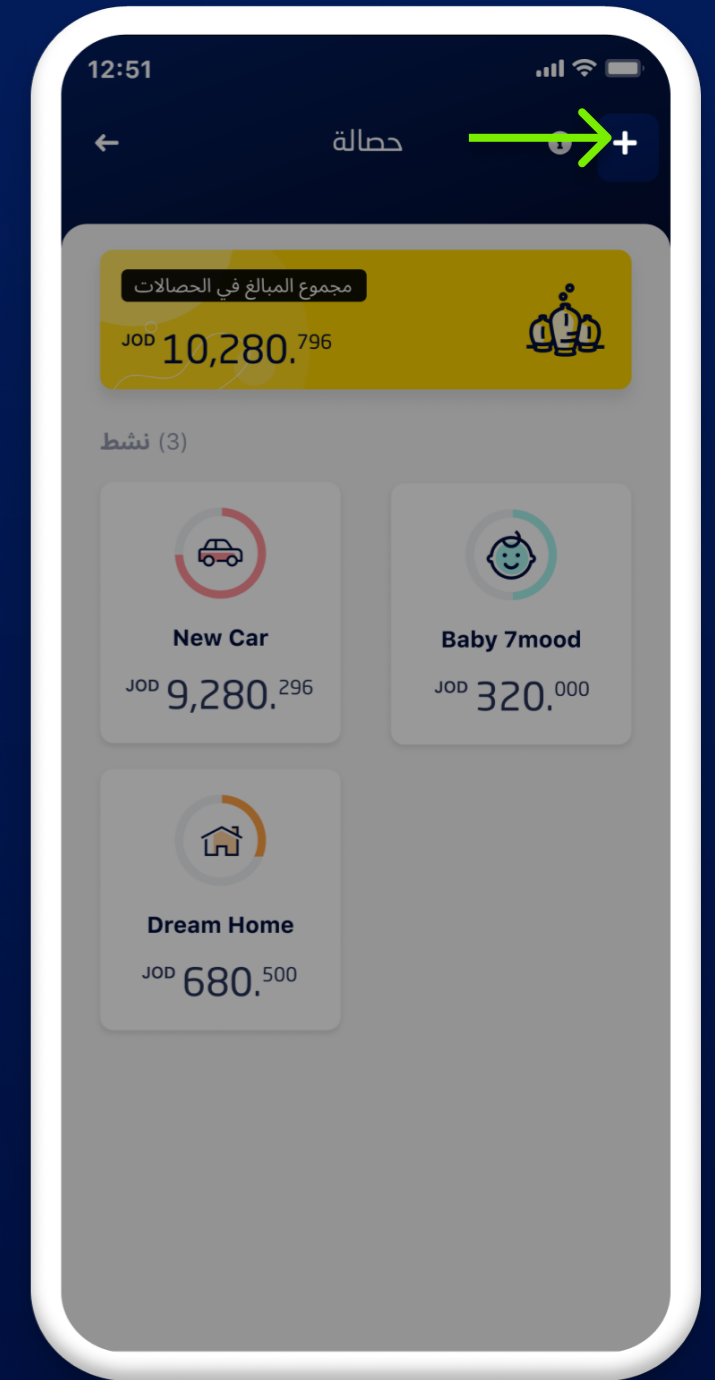 12:51
حصالة
مجموع المبالغ في الحصالات
JOD 10,280.796
نشط (3)
New Car
JOD 9,280.296
Baby 7mood
JOD 320.000
Dream Home
JOD 680.500